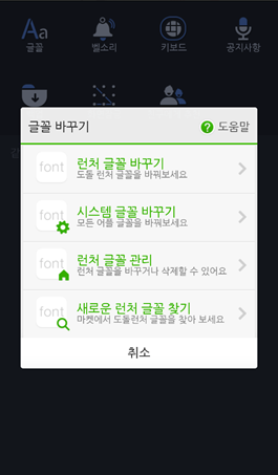 Aa
글꼴 벨소리 키보드 공지사항
글꼴 바꾸기 ? 도움말
font
런처 글꼴 바꾸기
도돌 런처 글꼴을 바꿔보세요
font
시스템 글꼴 바꾸기
모든 어플 글꼴을 바꿔보세요
font
런처 글꼴 관리
런처 글꼴을 바꾸거나 삭제할 수 있어요
font
새로운 런처 글꼴 찾기
마켓에서 도돌런처 글꼴을 찾아 보세요
취소